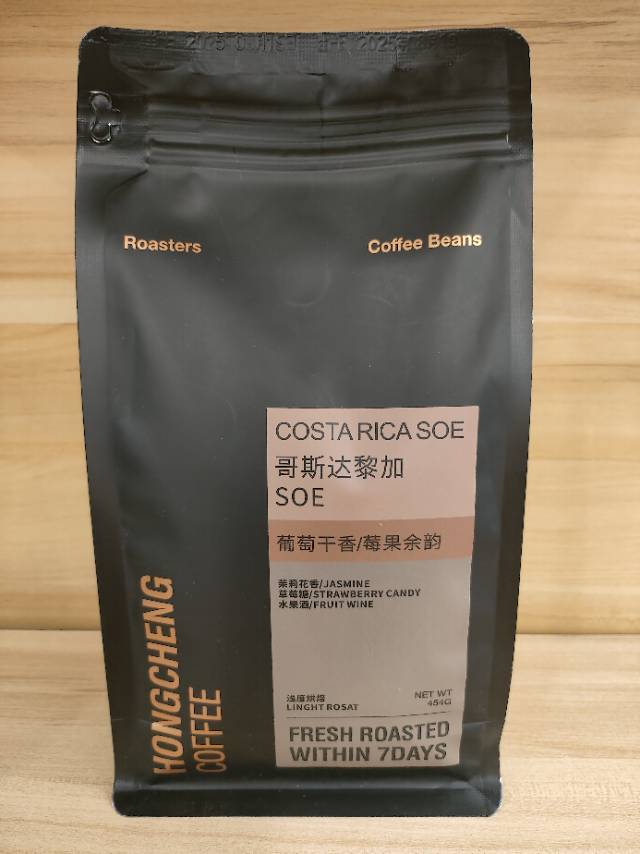 Roasters
Coffee Beans
COSTA RICA SOE
哥斯达黎加
SOE
葡萄干香/莓果余韵
茉莉花香/JASMINE
草莓糖/STRAWBERRY CANDY
水果酒/FRUIT WINE
浅度烘焙
LINGHT ROSAT
NET WT
454G
FRESH ROASTED
WITHIN 7DAYS
HONGCHENG
COFFEE